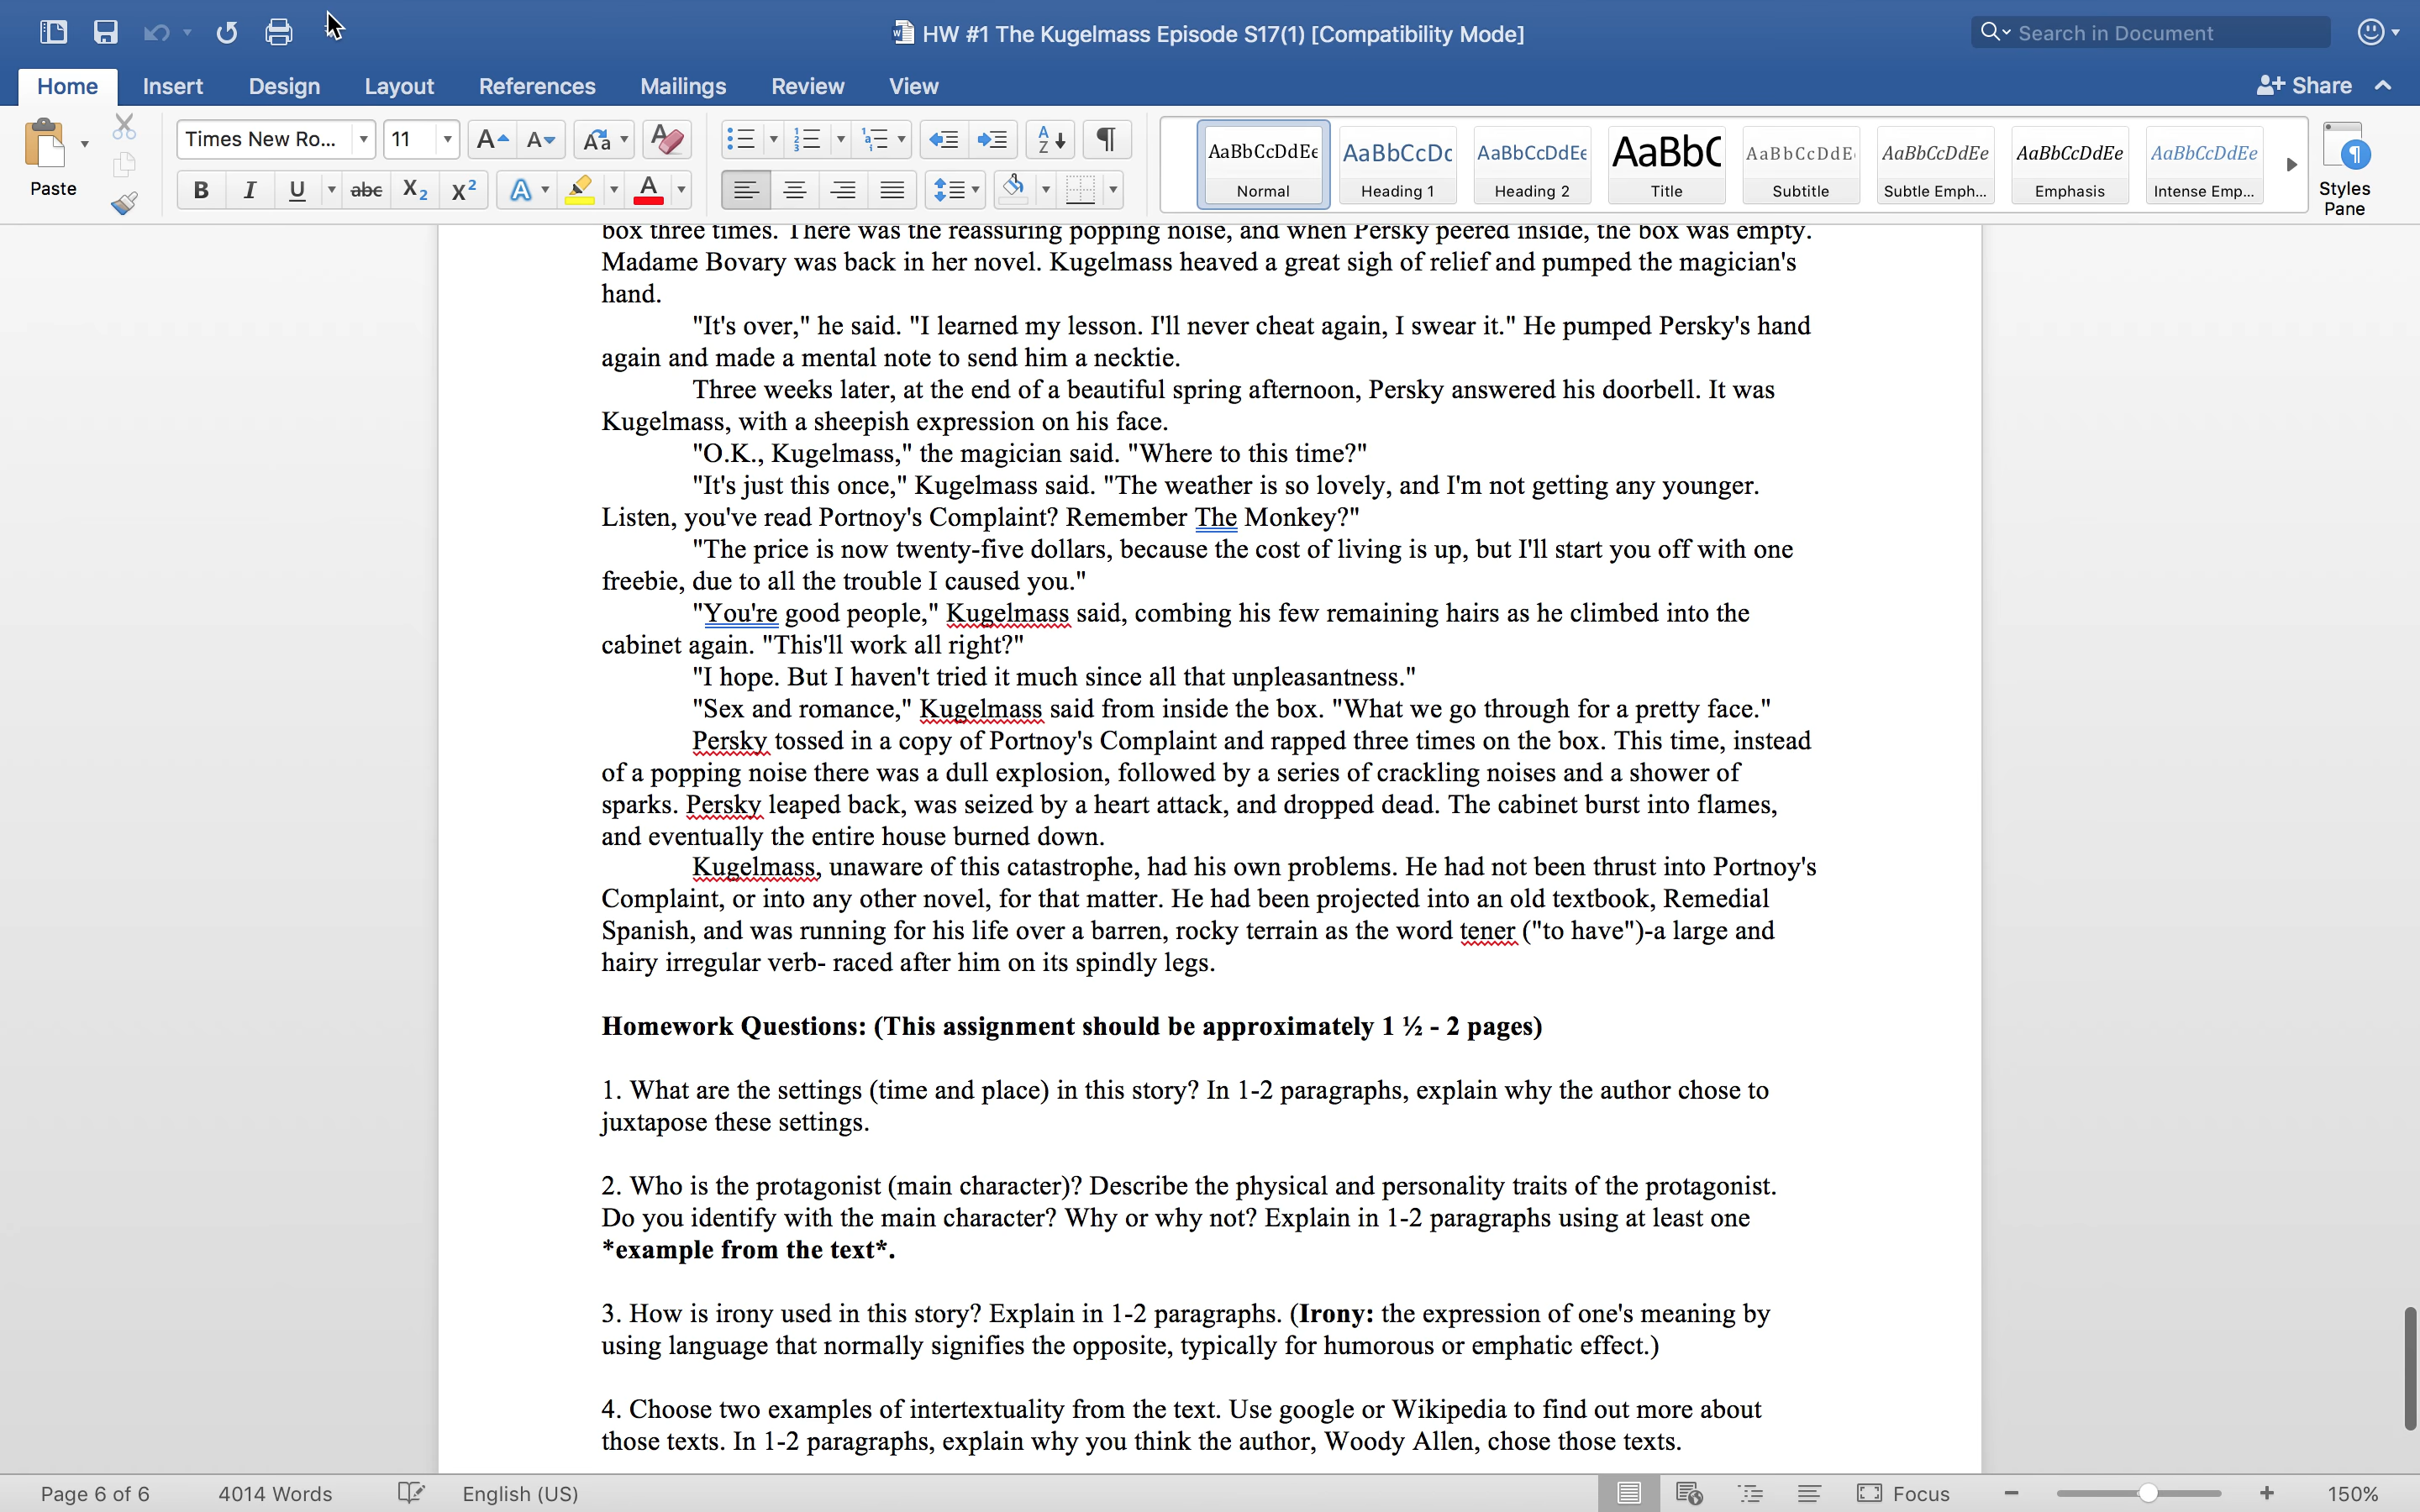 HW #1 The Kugelmass Episode S17(1) [Compatibility Mode]
Search in Document
Home Insert Design Layout References Mailings Review View
Share
Paste
Times New Ro... 11
AaBbCcDdEe AaBbCcDc AaBbCcDdEe AaBbC AaBbCcDdE AaBbCcDdEe AaBbCcDdEe AaBbCcDdEe
Normal Heading 1 Heading 2 Title Subtitle Subtle Emph... Emphasis Intense Emp...
Styles
Pane
box three times. There was the reassuring popping noise, and when Persky peered inside, the box was empty.
Madame Bovary was back in her novel. Kugelmass heaved a great sigh of relief and pumped the magician's
hand.
"It's over," he said. "I learned my lesson. I'll never cheat again, I swear it." He pumped Persky's hand
again and made a mental note to send him a necktie.
Three weeks later, at the end of a beautiful spring afternoon, Persky answered his doorbell. It was
Kugelmass, with a sheepish expression on his face.
"O.K., Kugelmass," the magician said. "Where to this time?"
"It's just this once," Kugelmass said. "The weather is so lovely, and I'm not getting any younger.
Listen, you've read Portnoy's Complaint? Remember The Monkey?"
"The price is now twenty-five dollars, because the cost of living is up, but I'll start you off with one
freebie, due to all the trouble I caused you."
"You're good people," Kugelmass said, combing his few remaining hairs as he climbed into the
cabinet again. "This'll work all right?"
"I hope. But I haven't tried it much since all that unpleasantness."
"Sex and romance," Kugelmass said from inside the box. "What we go through for a pretty face."
Persky tossed in a copy of Portnoy's Complaint and rapped three times on the box. This time, instead
of a popping noise there was a dull explosion, followed by a series of crackling noises and a shower of
sparks. Persky leaped back, was seized by a heart attack, and dropped dead. The cabinet burst into flames,
and eventually the entire house burned down.
Kugelmass, unaware of this catastrophe, had his own problems. He had not been thrust into Portnoy's
Complaint, or into any other novel, for that matter. He had been projected into an old textbook, Remedial
Spanish, and was running for his life over a barren, rocky terrain as the word tener ("to have")-a large and
hairy irregular verb- raced after him on its spindly legs.
Homework Questions: (This assignment should be approximately 1 ½ - 2 pages)
1. What are the settings (time and place) in this story? In 1-2 paragraphs, explain why the author chose to
juxtapose these settings.
2. Who is the protagonist (main character)? Describe the physical and personality traits of the protagonist.
Do you identify with the main character? Why or why not? Explain in 1-2 paragraphs using at least one
*example from the text*.
3. How is irony used in this story? Explain in 1-2 paragraphs. (Irony: the expression of one's meaning by
using language that normally signifies the opposite, typically for humorous or emphatic effect.)
4. Choose two examples of intertextuality from the text. Use google or Wikipedia to find out more about
those texts. In 1-2 paragraphs, explain why you think the author, Woody Allen, chose those texts.
Page 6 of 6 4014 Words English (US) Focus 150%